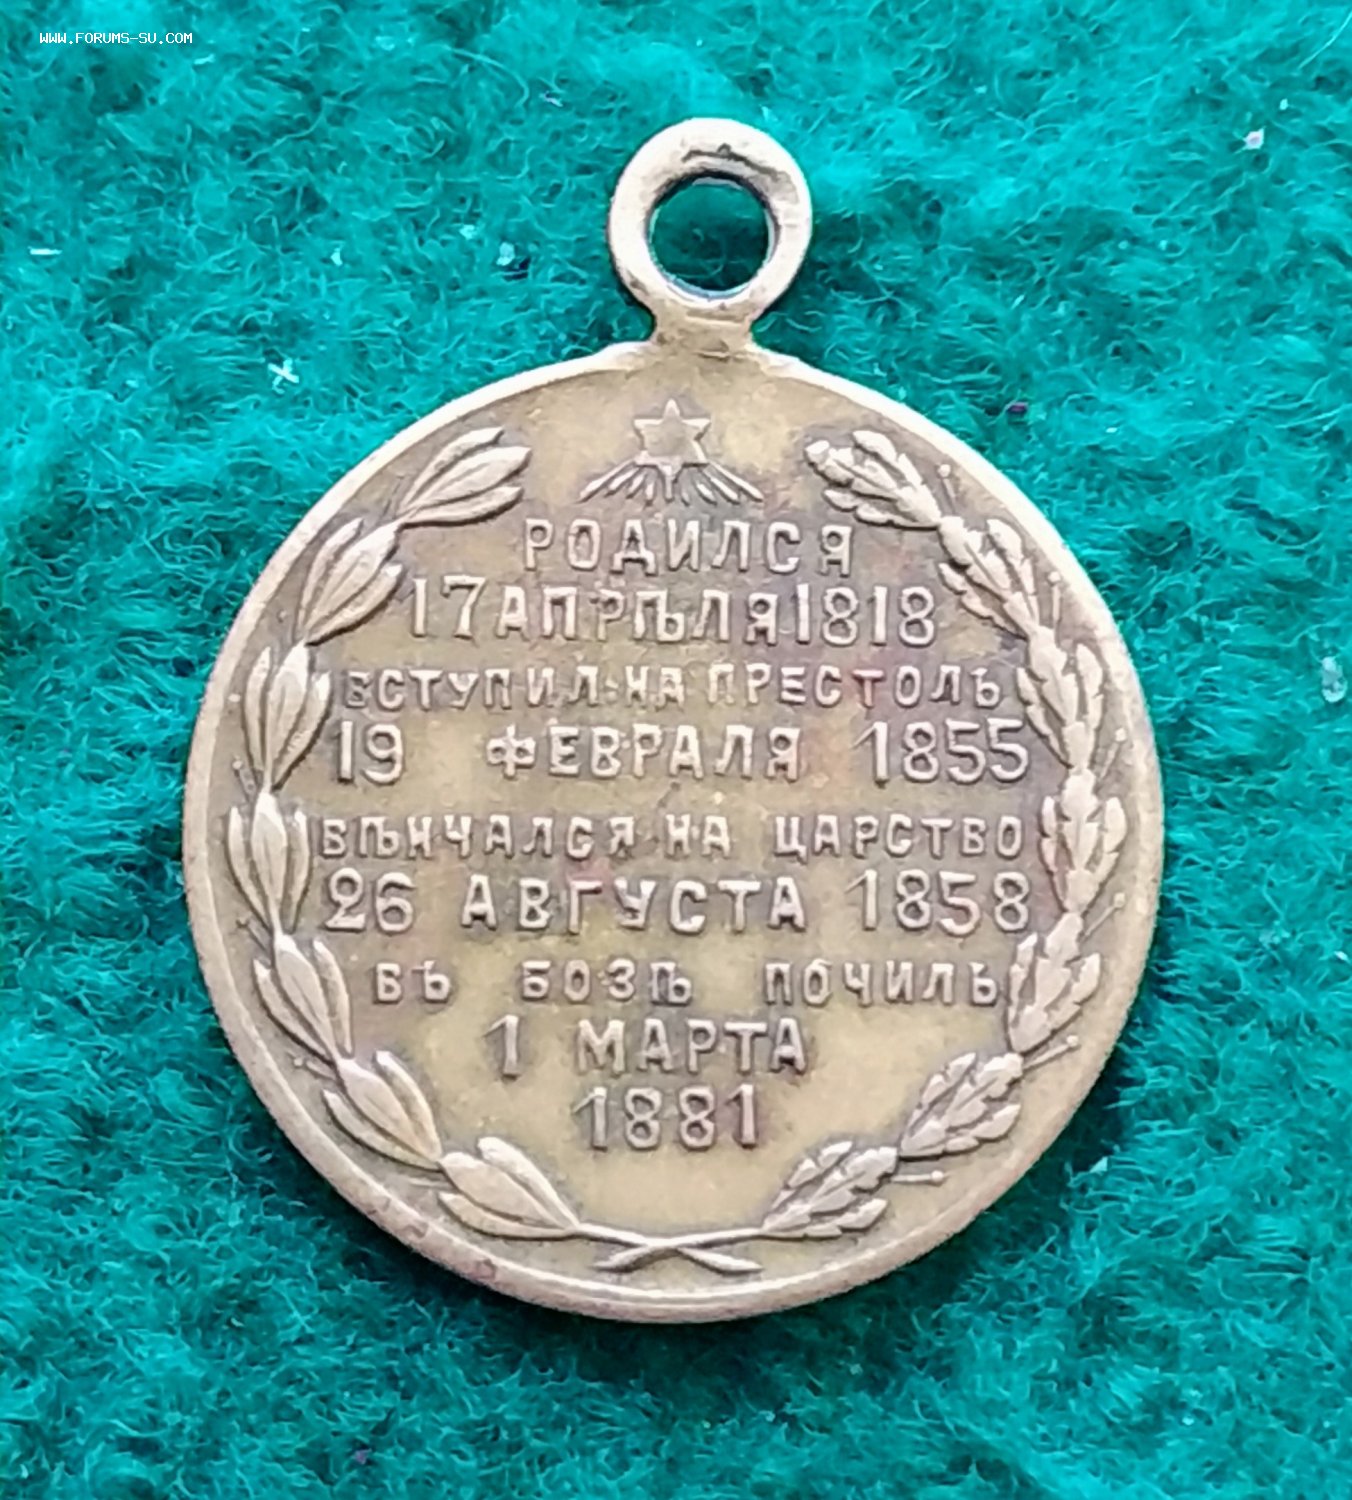 WWW.FORUMS-SU.COM
РОДИЛСЯ
17 АПРѢЛЯ 1818
ВСТУПИЛ НА ПРЕСТОЛЪ
19 ФЕВРАЛЯ 1855
ВѢНЧАЛСЯ НА ЦАРСТВО
26 АВГУСТА 1858
ВЪ БОЗѢ ПОЧИЛЬ
1 МАРТА
1881